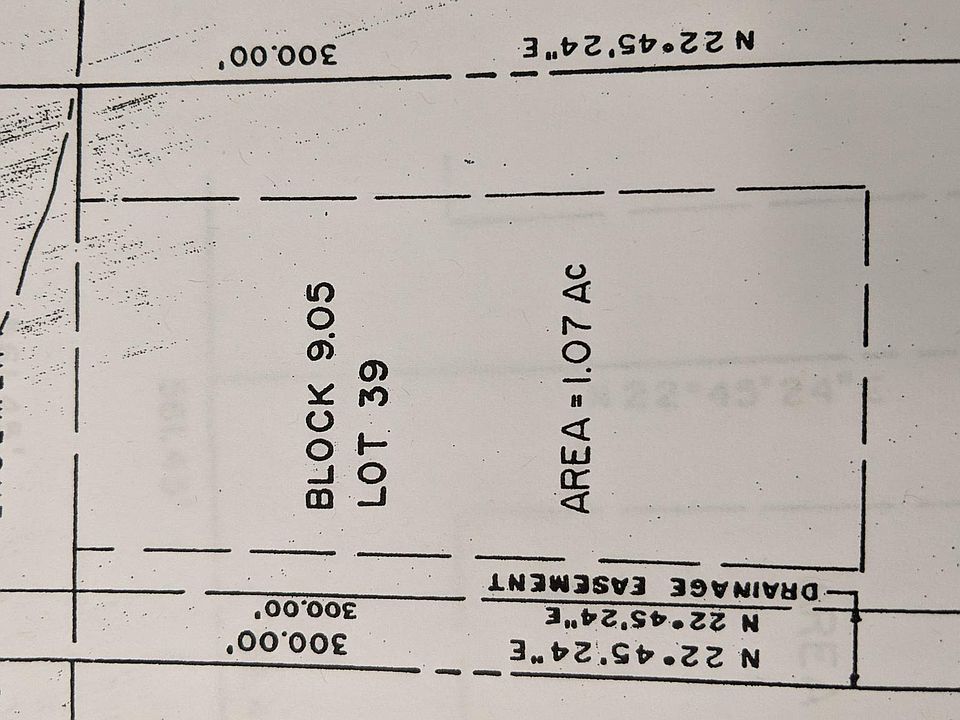 N 22°45'24"E 300.00'
BLOCK 9.05
LOT 39
AREA = 1.07 Ac
DRAINAGE EASEMENT
N 22°45'24"E 300.00'
N 22°45'24"E 300.00'